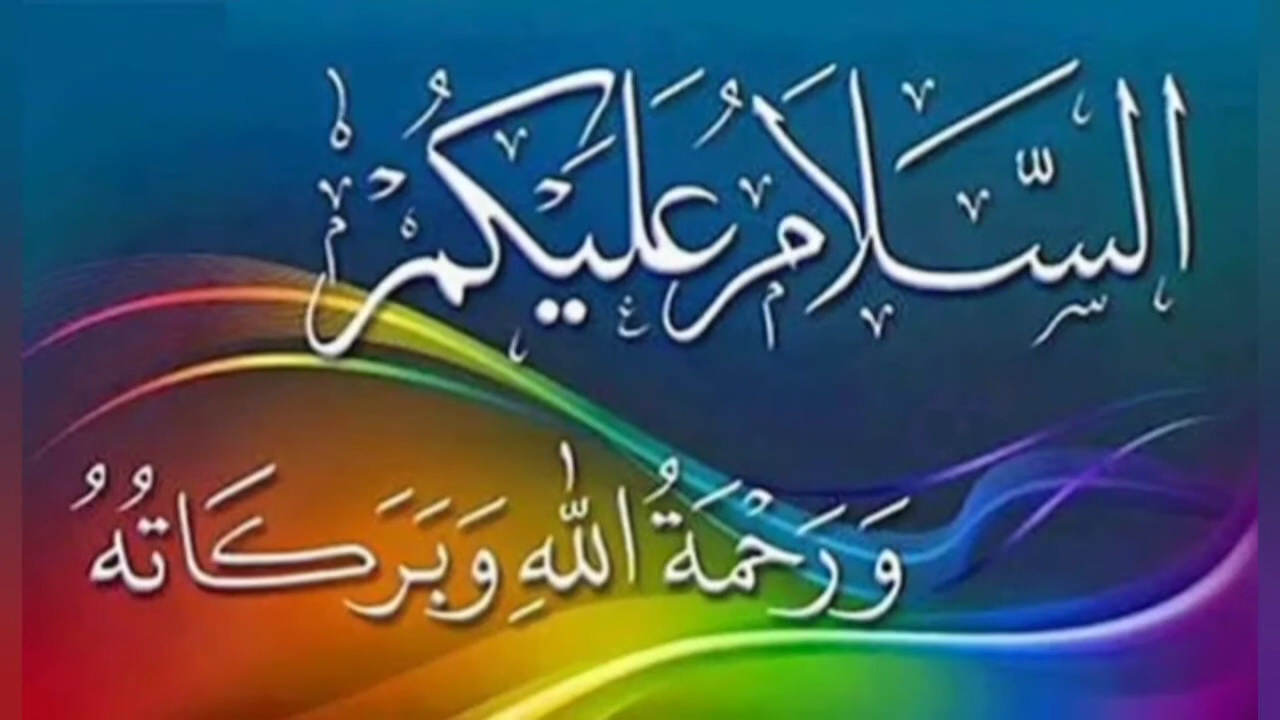 السَّلَامُ عَلَيْكُمْ
وَرَحْمَةُ اللّٰهِ وَبَرَكَاتُهُ